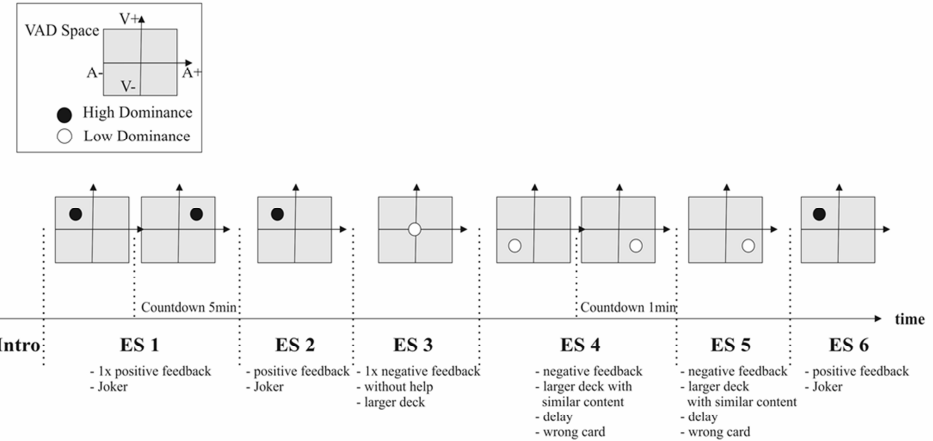 V+
VAD Space
A-
A+
V-
High Dominance
Low Dominance
Countdown 5min
Countdown 1min
time
Intro
ES 1
ES 2
ES 3
ES 4
ES 5
ES 6
- 1x positive feedback
- Joker
- positive feedback
- Joker
- 1x negative feedback
- without help
- larger deck
- negative feedback
- larger deck with
similar content
- delay
- wrong card
- negative feedback
- larger deck
with similar content
- delay
- wrong card
- positive feedback
- Joker